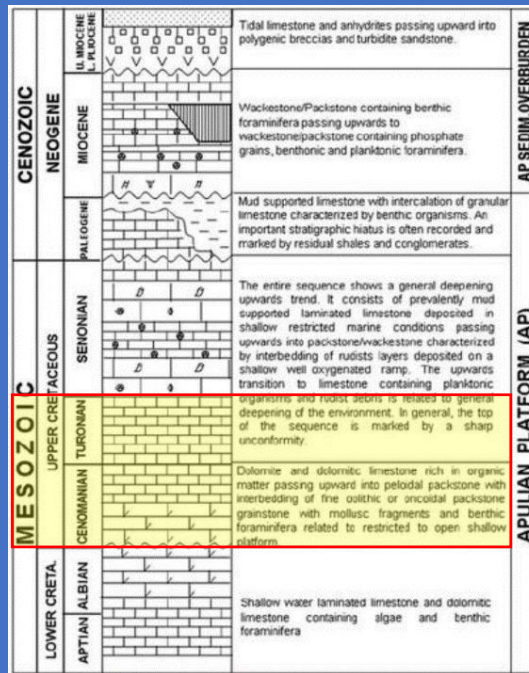 CENOZOIC
NEOGENE
U. MIOCENE
L. PLIOCENE
Tidal limestone and anhydrites passing upward into
polygenic breccias and turbidite sandstone.
AP SEDIM.OVERBURDEN
MIOCENE
Wackestone/Packstone containing benthic
foraminifera passing upwards to
wackestone/packstone containing phosphate
grains, benthonic and planktonic foraminifera.
PALEOGENE
Mud supported limestone with intercalation of granular
limestone characterized by benthic organisms. An
important stratigraphic hiatus is often recorded and
marked by residual shales and conglomerates.
MESOZOIC
UPPER CRETACEOUS
SENONIAN
The entire sequence shows a general deepening
upwards trend. It consists of prevalently mud
supported laminated limestone deposited in
shallow restricted marine conditions passing
upwards into packstone/wackestone characterized
by interbedding of rudists layers deposited on a
shallow well oxygenated ramp. The upwards
transition to limestone containing planktonic
organisms and rudist debris is related to general
deepening of the environment. In general, the top
of the sequence is marked by a sharp
unconformity.
APULIAN PLATFORM (AP)
TURONIAN
CENOMANIAN
Dolomite and dolomitic limestone rich in organic
matter passing upward into peloidal packstone with
interbedding of fine oolithic or oncoidal packstone
grainstone with mollusc fragments and benthic
foraminifera related to restricted to open shallow
platform
LOWER CRETA.
ALBIAN
APTIAN
Shallow water laminated limestone and dolomitic
limestone containing algae and benthic
foraminifera